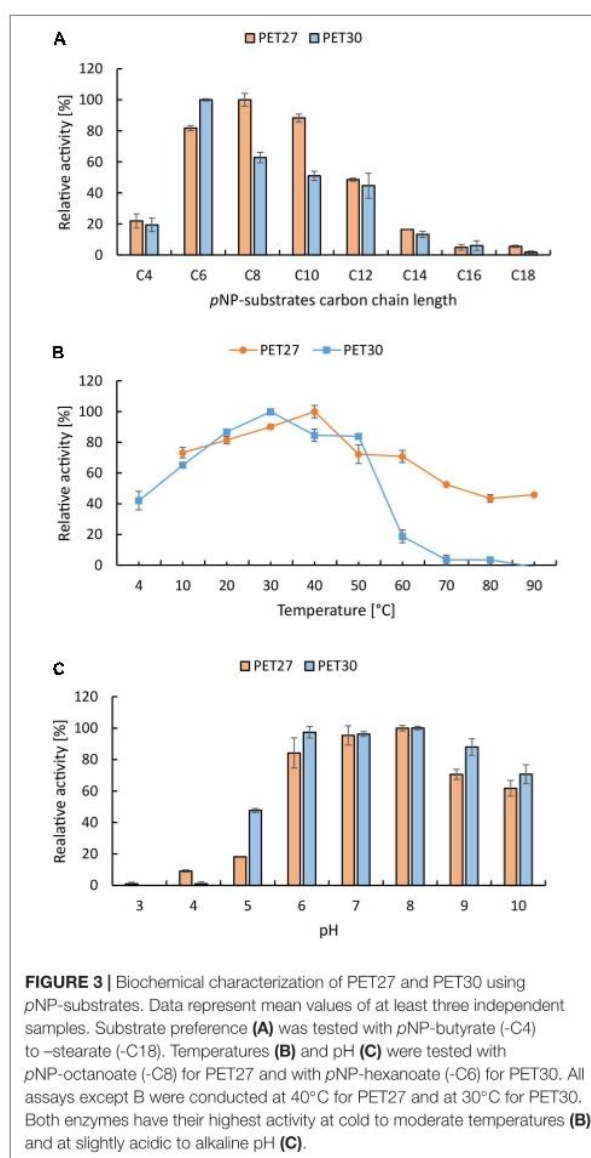 A
PET27 PET30
120
100
80
60
40
20
0
Relative activity [%]
C4 C6 C8 C10 C12 C14 C16 C18
pNP-substrates carbon chain length
B
PET27 PET30
120
100
80
60
40
20
0
Relative activity [%]
4 10 20 30 40 50 60 70 80 90
Temperature [°C]
C
PET27 PET30
120
100
80
60
40
20
0
Realative activity [%]
3 4 5 6 7 8 9 10
pH
FIGURE 3 | Biochemical characterization of PET27 and PET30 using
pNP-substrates. Data represent mean values of at least three independent
samples. Substrate preference (A) was tested with pNP-butyrate (-C4)
to –stearate (-C18). Temperatures (B) and pH (C) were tested with
pNP-octanoate (-C8) for PET27 and with pNP-hexanoate (-C6) for PET30. All
assays except B were conducted at 40°C for PET27 and at 30°C for PET30.
Both enzymes have their highest activity at cold to moderate temperatures (B)
and at slightly acidic to alkaline pH (C).